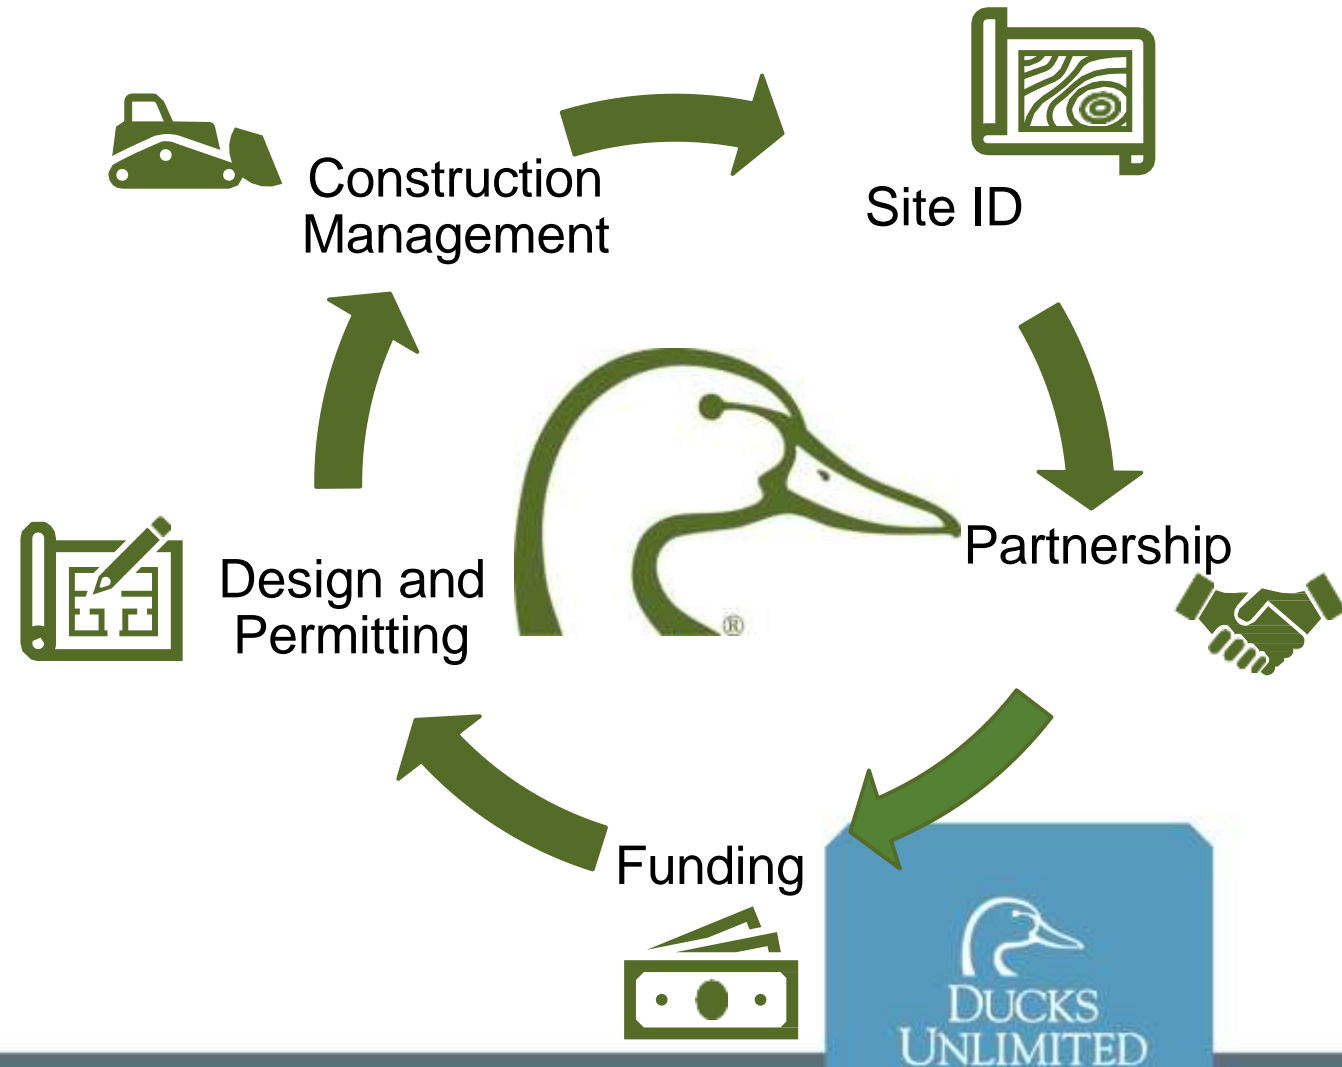 Construction
Management
Site ID
Partnership
Design and
Permitting
®
Funding
DUCKS
UNLIMITED